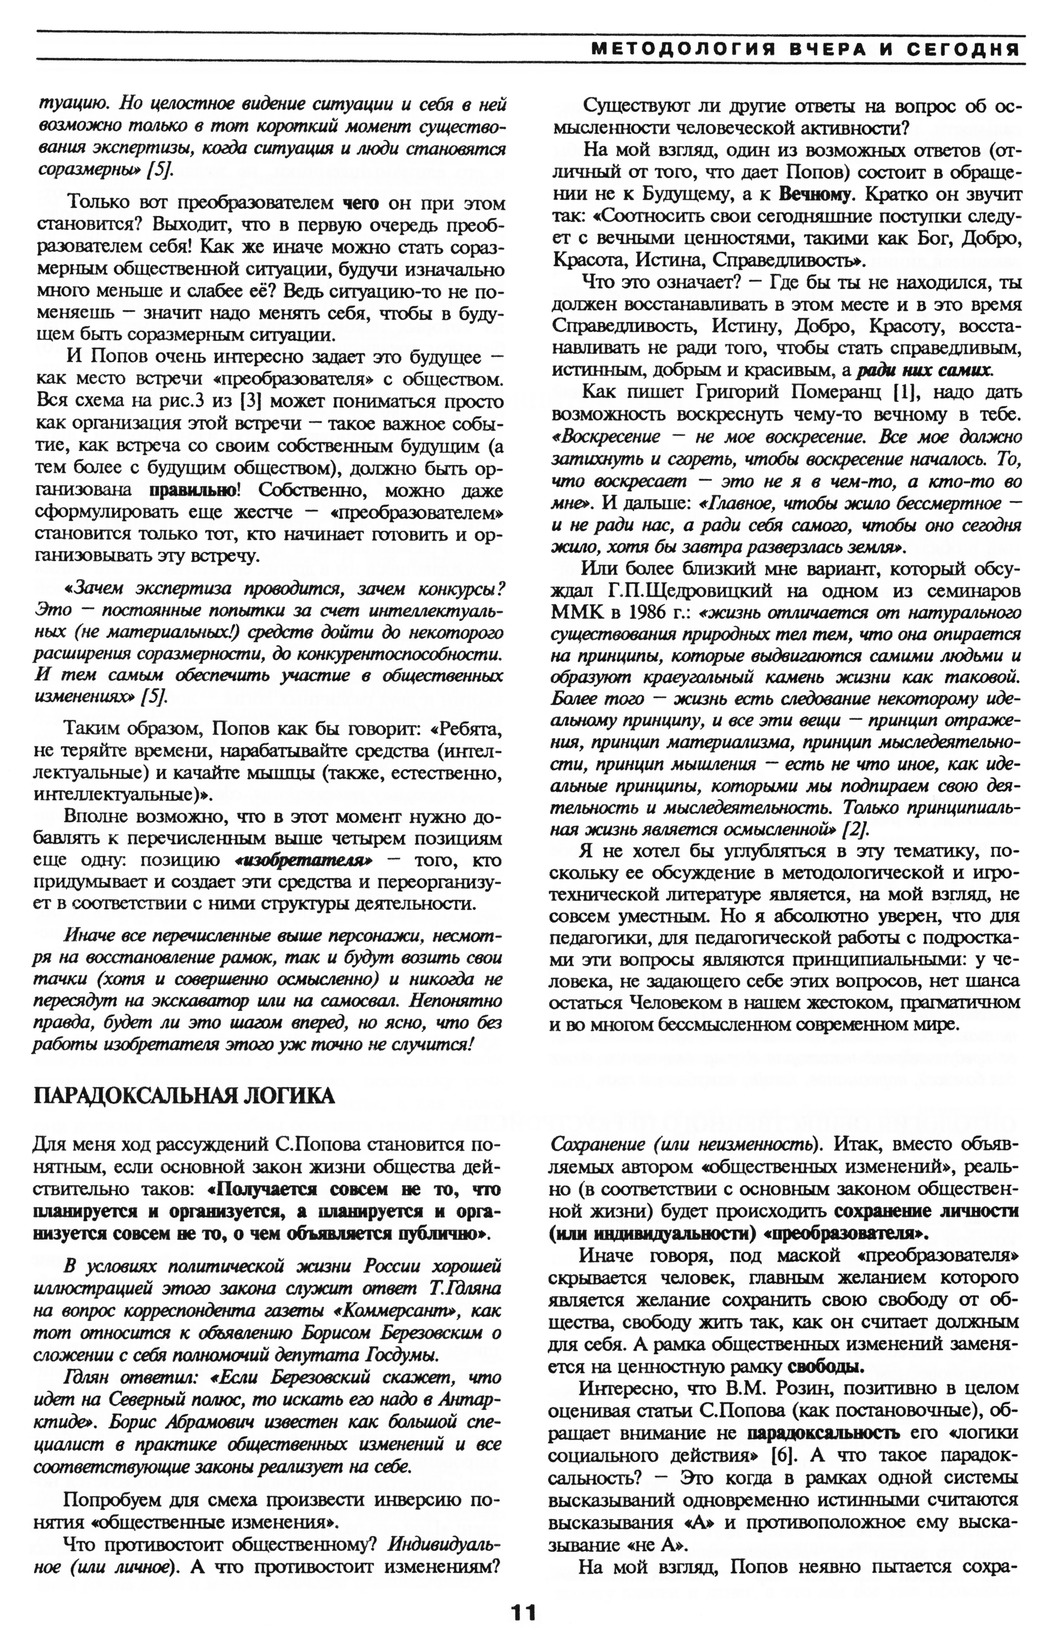 МЕТОДОЛОГИЯ ВЧЕРА И СЕГОДНЯ
туацию. Но целостное видение ситуации и себя в ней
возможно только в тот короткий момент существо-
вания экспертизы, когда ситуация и люди становятся
соразмерны» [5].
Только вот преобразователем чего он при этом
становится? Выходит, что в первую очередь преоб-
разователем себя! Как же иначе можно стать сораз-
мерным общественной ситуации, будучи изначально
много меньше и слабее её? Ведь ситуацию-то не по-
меняешь — значит надо менять себя, чтобы в буду-
щем быть соразмерным ситуации.
И Попов очень интересно задает это будущее —
как место встречи «преобразователя» с обществом.
Вся схема на рис.3 из [3] может пониматься просто
как организация этой встречи — такое важное собы-
тие, как встреча со своим собственным будущим (а
тем более с будущим обществом), должно быть ор-
ганизована правильно! Собственно, можно даже
сформулировать еще жестче — «преобразователем»
становится только тот, кто начинает готовить и ор-
ганизовывать эту встречу.
«Зачем экспертиза проводится, зачем конкурсы?
Это — постоянные попытки за счет интеллектуаль-
ных (не материальных!) средств дойти до некоторого
расширения соразмерности, до конкурентоспособности.
И тем самым обеспечить участие в общественных
изменениях» [5].
Таким образом, Попов как бы говорит: «Ребята,
не теряйте времени, нарабатывайте средства (интел-
лектуальные) и качайте мышцы (также, естественно,
интеллектуальные)».
Вполне возможно, что в этот момент нужно до-
бавлять к перечисленным выше четырем позициям
еще одну: позицию «изобретателя» — того, кто
придумывает и создает эти средства и переорганизу-
ет в соответствии с ними структуры деятельности.
Иначе все перечисленные выше персонажи, несмот-
ря на восстановление рамок, так и будут возить свои
тачки (хотя и совершенно осмысленно) и никогда не
пересядут на экскаватор или на самосвал. Непонятно
правда, будет ли это шагом вперед, но ясно, что без
работы изобретателя этого уж точно не случится!
Существуют ли другие ответы на вопрос об ос-
мысленности человеческой активности?
На мой взгляд, один из возможных ответов (от-
личный от того, что дает Попов) состоит в обраще-
нии не к Будущему, а к Вечному. Кратко он звучит
так: «Соотносить свои сегодняшние поступки следу-
ет с вечными ценностями, такими как Бог, Добро,
Красота, Истина, Справедливость».
Что это означает? — Где бы ты не находился, ты
должен восстанавливать в этом месте и в это время
Справедливость, Истину, Добро, Красоту, восста-
навливать не ради того, чтобы стать справедливым,
истинным, добрым и красивым, а ради них самих.
Как пишет Григорий Померанц [1], надо дать
возможность воскреснуть чему-то вечному в тебе.
«Воскресение — не мое воскресение. Все мое должно
затихнуть и сгореть, чтобы воскресение началось. То,
что воскресает — это не я в чем-то, а кто-то во
мне». И дальше: «Главное, чтобы жило бессмертное —
и не ради нас, а ради себя самого, чтобы оно сегодня
жило, хотя бы завтра разверзлась земля».
Или более близкий мне вариант, который обсу-
ждал Г.П.Щедровицкий на одном из семинаров
ММК в 1986 г.: «жизнь отличается от натурального
существования природных тел тем, что она опирается
на принципы, которые выдвигаются самими людьми и
образуют краеугольный камень жизни как таковой.
Более того — жизнь есть следование некоторому иде-
альному принципу, и все эти вещи — принцип отраже-
ния, принцип материализма, принцип мыследеятельно-
сти, принцип мышления — есть не что иное, как иде-
альные принципы, которыми мы подпираем свою дея-
тельность и мыследеятельность. Только принципиаль-
ная жизнь является осмысленной» [2].
Я не хотел бы углубляться в эту тематику, по-
скольку ее обсуждение в методологической и игро-
технической литературе является, на мой взгляд, не
совсем уместным. Но я абсолютно уверен, что для
педагогики, для педагогической работы с подростка-
ми эти вопросы являются принципиальными: у че-
ловека, не задающего себе этих вопросов, нет шанса
остаться Человеком в нашем жестоком, прагматичном
и во многом бессмысленном современном мире.
ПАРАДОКСАЛЬНАЯ ЛОГИКА
Для меня ход рассуждений С.Попова становится по-
нятным, если основной закон жизни общества дей-
ствительно таков: «Получается совсем не то, что
планируется и организуется, а планируется и орга-
низуется совсем не то, о чем объявляется публично».
В условиях политической жизни России хорошей
иллюстрацией этого закона служит ответ Т.Гдляна
на вопрос корреспондента газеты «Коммерсант», как
тот относится к объявлению Борисом Березовским о
сложении с себя полномочий депутата Госдумы.
Гдлян ответил: «Если Березовский скажет, что
идет на Северный полюс, то искать его надо в Антар-
ктиде». Борис Абрамович известен как большой спе-
циалист в практике общественных изменений и все
соответствующие законы реализует на себе.
Попробуем для смеха произвести инверсию по-
нятия «общественные изменения».
Что противостоит общественному? Индивидуаль-
ное (или личное). А что противостоит изменениям?
Сохранение (или неизменность). Итак, вместо объяв-
ляемых автором «общественных изменений», реаль-
но (в соответствии с основным законом обществен-
ной жизни) будет происходить сохранение личности
(или индивидуальности) «преобразователя».
Иначе говоря, под маской «преобразователя»
скрывается человек, главным желанием которого
является желание сохранить свою свободу от об-
щества, свободу жить так, как он считает должным
для себя. А рамка общественных изменений заменя-
ется на ценностную рамку свободы.
Интересно, что В.М. Розин, позитивно в целом
оценивая статьи С.Попова (как постановочные), об-
ращает внимание не парадоксальность его «логики
социального действия» [6]. А что такое парадок-
сальность? — Это когда в рамках одной системы
высказываний одновременно истинными считаются
высказывания «А» и противоположное ему выска-
зывание «не А».
На мой взгляд, Попов неявно пытается сохра-
11